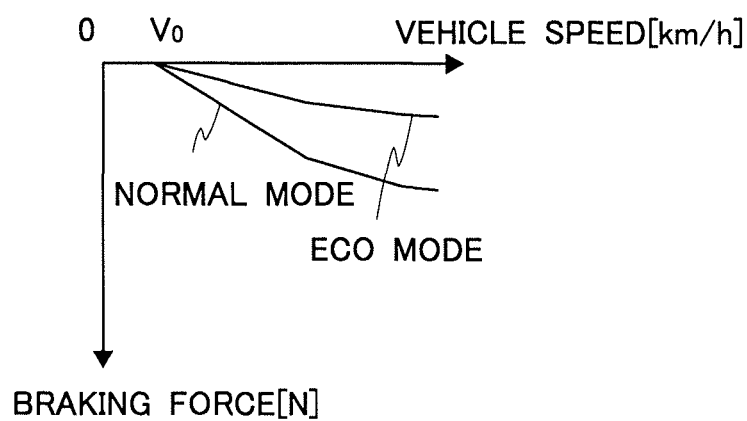 0 V0 VEHICLE SPEED[km/h]
NORMAL MODE
ECO MODE
BRAKING FORCE[N]